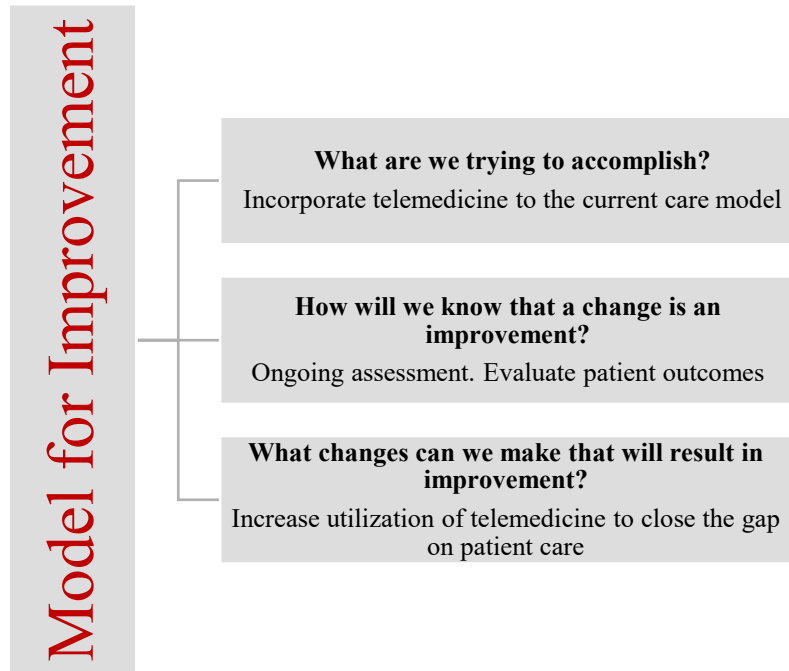 Model for Improvement
What are we trying to accomplish?
Incorporate telemedicine to the current care model
How will we know that a change is an
improvement?
Ongoing assessment. Evaluate patient outcomes
What changes can we make that will result in
improvement?
Increase utilization of telemedicine to close the gap
on patient care